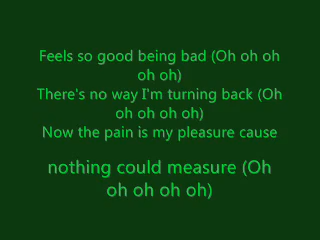 Feels so good being bad (Oh oh oh
oh oh)
There's no way I'm turning back (Oh
oh oh oh oh)
Now the pain is my pleasure cause
nothing could measure (Oh
oh oh oh oh)